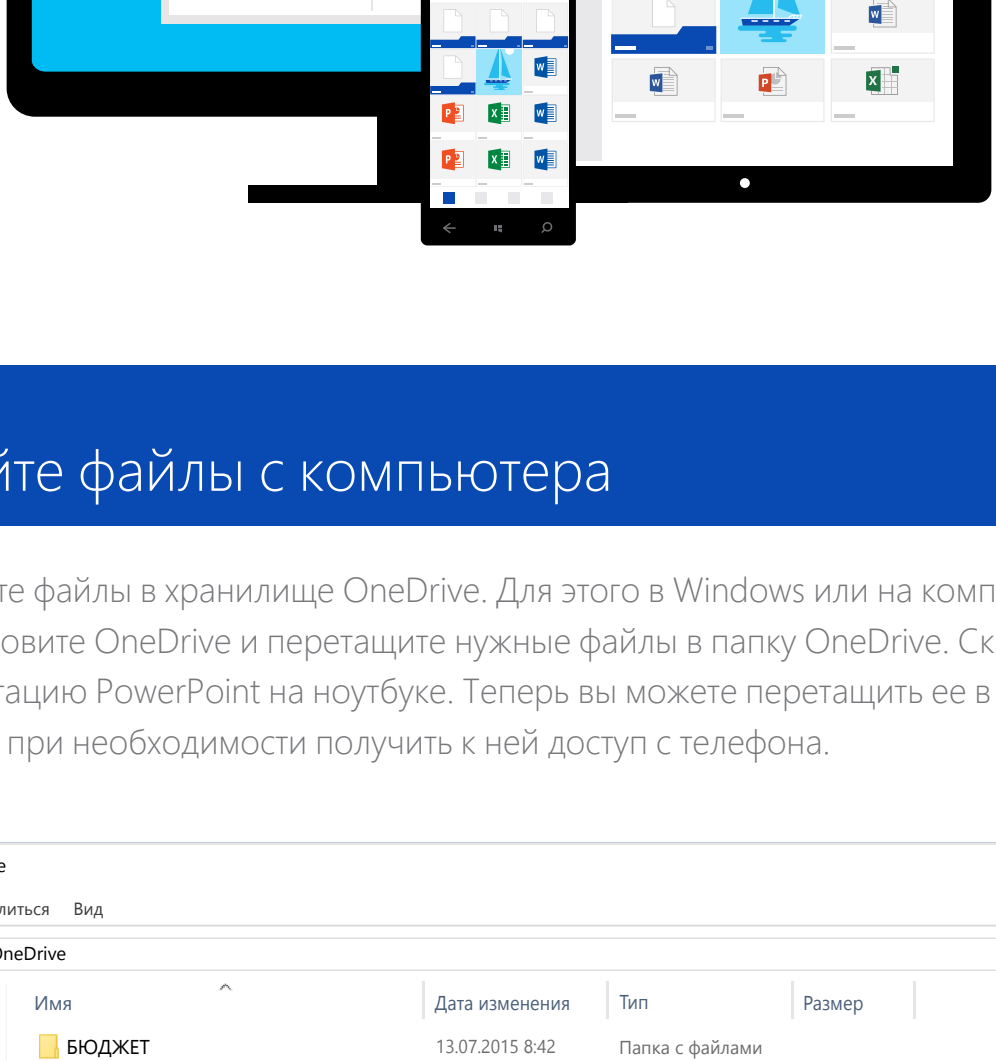 йте файлы с компьютера
те файлы в хранилище OneDrive. Для этого в Windows или на комп
овите OneDrive и перетащите нужные файлы в папку OneDrive. Ск
тацию PowerPoint на ноутбуке. Теперь вы можете перетащить ее в
при необходимости получить к ней доступ с телефона.
e
литься Вид
OneDrive
Имя Дата изменения Тип Размер
БЮДЖЕТ 13.07.2015 8:42 Папка с файлами